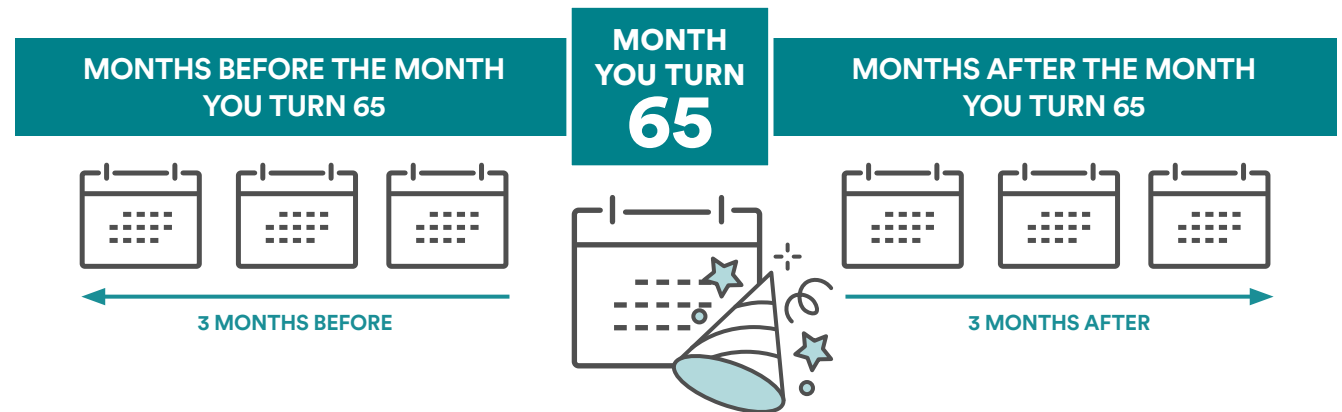 MONTHS BEFORE THE MONTH
YOU TURN 65
MONTH
YOU TURN
65
MONTHS AFTER THE MONTH
YOU TURN 65
3 MONTHS BEFORE
3 MONTHS AFTER